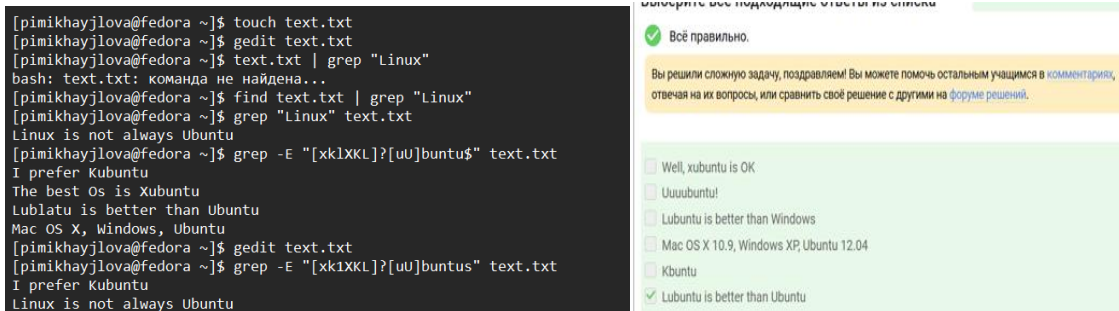 [pimikhayjlova@fedora ~]$ touch text.txt
[pimikhayjlova@fedora ~]$ gedit text.txt
[pimikhayjlova@fedora ~]$ text.txt | grep "Linux"
bash: text.txt: команда не найдена...
[pimikhayjlova@fedora ~]$ find text.txt | grep "Linux"
[pimikhayjlova@fedora ~]$ grep "Linux" text.txt
Linux is not always Ubuntu
[pimikhayjlova@fedora ~]$ grep -E "[xklXKL]?[uU]buntu$" text.txt
I prefer Kubuntu
The best Os is Xubuntu
Lublatu is better than Ubuntu
Mac OS X, Windows, Ubuntu
[pimikhayjlova@fedora ~]$ gedit text.txt
[pimikhayjlova@fedora ~]$ grep -E "[xk1XKL]?[uU]buntus" text.txt
I prefer Kubuntu
Linux is not always Ubuntu
Выберите все подходящие ответы из списка
Всё правильно.
Вы решили сложную задачу, поздравляем! Вы можете помочь остальным учащимся в комментариях,
отвечая на их вопросы, или сравнить своё решение с другими на форуме решений.
Well, xubuntu is OK
Uuuubuntu!
Lubuntu is better than Windows
Mac OS X 10.9, Windows XP, Ubuntu 12.04
Kbuntu
Lubuntu is better than Ubuntu